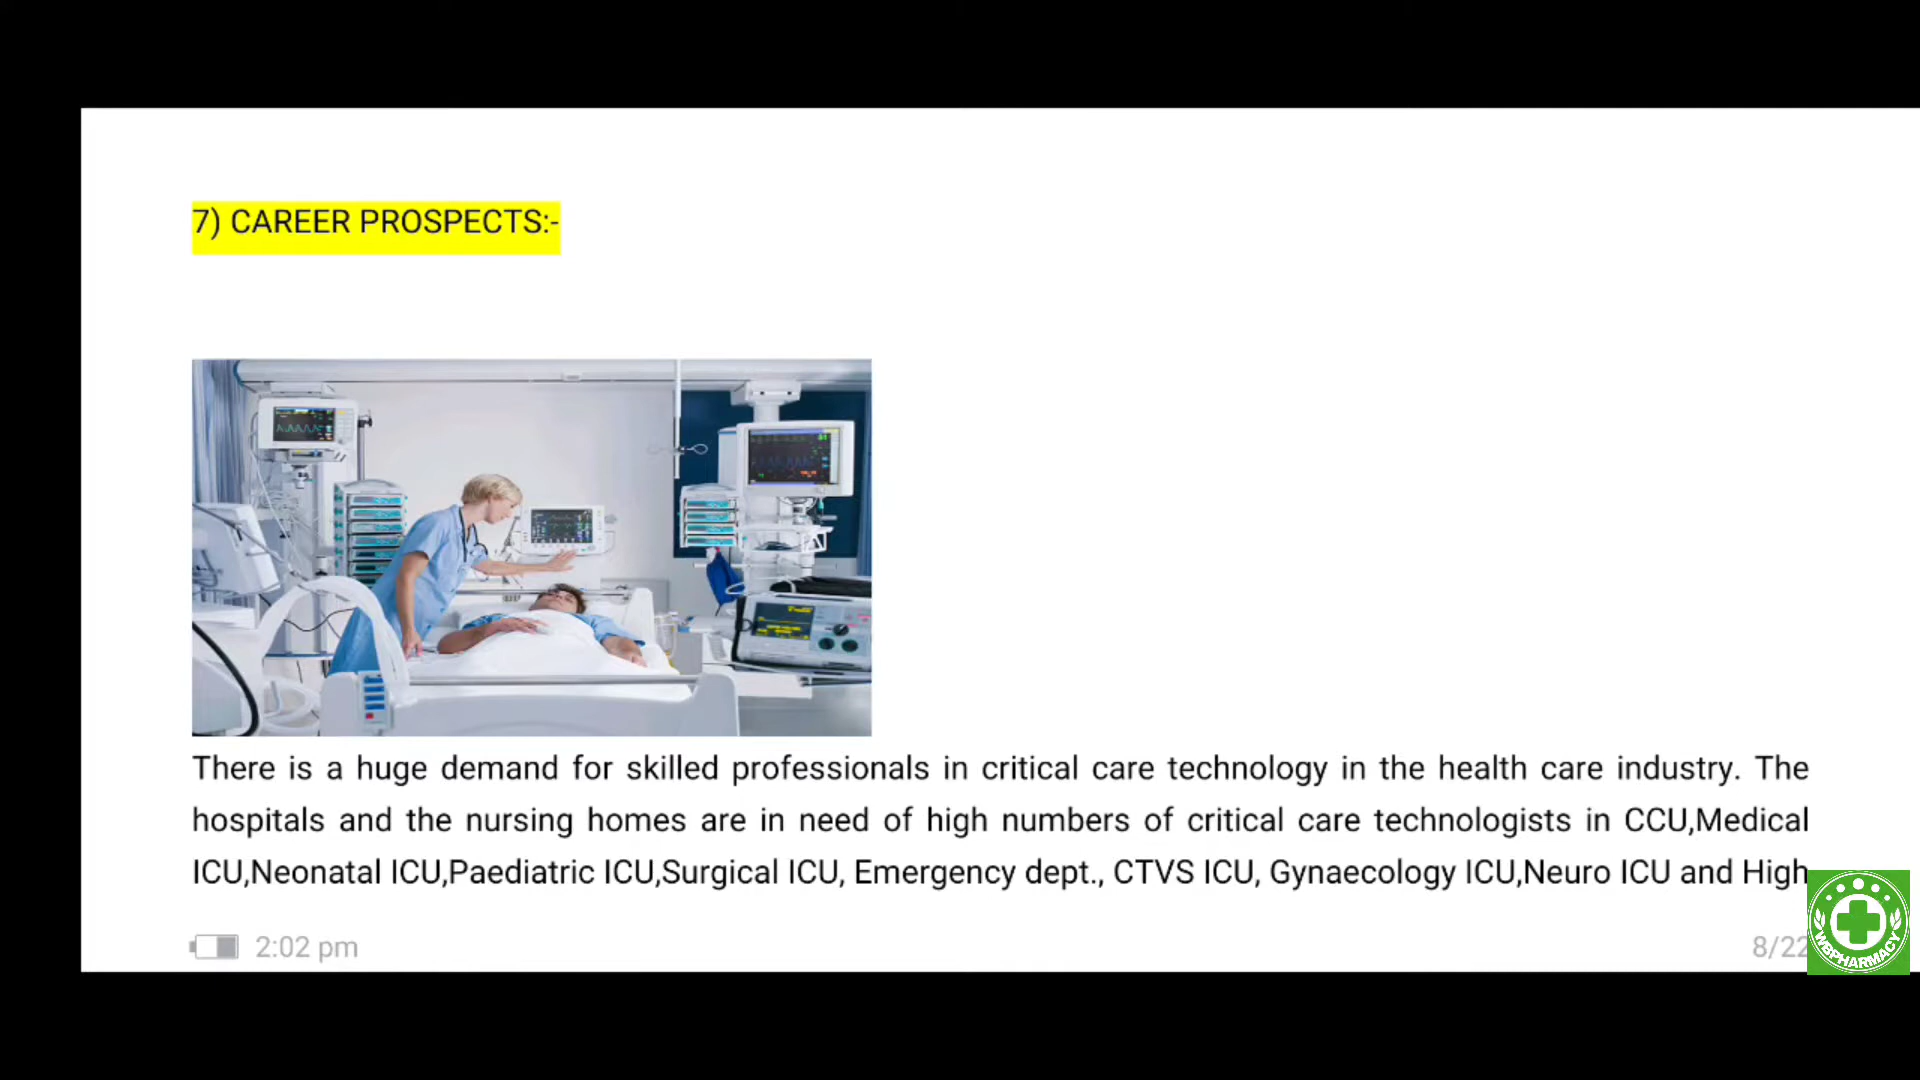 7) CAREER PROSPECTS:-
There is a huge demand for skilled professionals in critical care technology in the health care industry. The
hospitals and the nursing homes are in need of high numbers of critical care technologists in CCU,Medical
ICU,Neonatal ICU,Paediatric ICU,Surgical ICU, Emergency dept., CTVS ICU, Gynaecology ICU,Neuro ICU and High
2:02 pm
8/22
WBPHARMACY